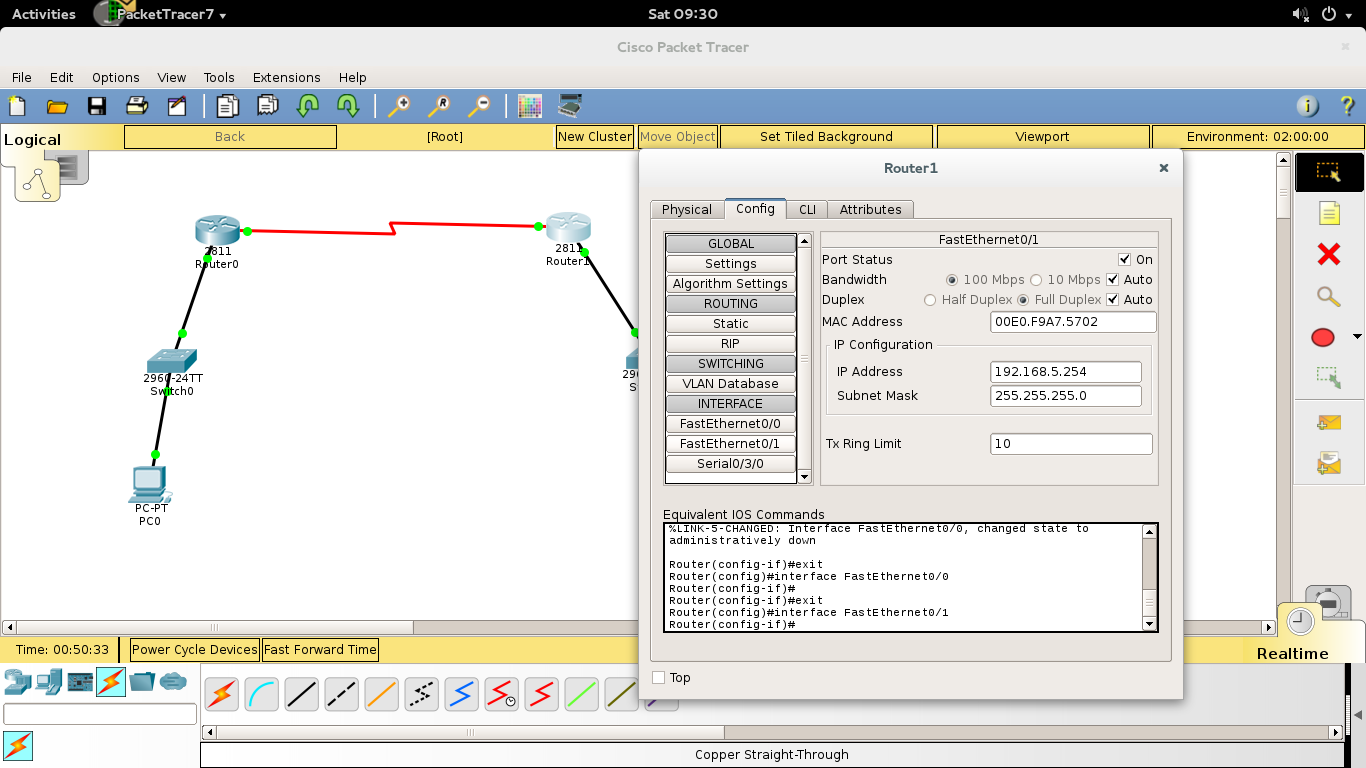 Activities PacketTracer7 Sat 09:30
Cisco Packet Tracer
File Edit Options View Tools Extensions Help
Logical Back [Root] New Cluster Move Object Set Tiled Background Viewport Environment: 02:00:00
2811
Router0
2811
Router1
2960-24TT
Switch0
296
S
PC-PT
PC0
Router1
Physical Config CLI Attributes
GLOBAL
Settings
Algorithm Settings
ROUTING
Static
RIP
SWITCHING
VLAN Database
INTERFACE
FastEthernet0/0
FastEthernet0/1
Serial0/3/0
FastEthernet0/1
Port Status On
Bandwidth 100 Mbps 10 Mbps Auto
Duplex Half Duplex Full Duplex Auto
MAC Address 00E0.F9A7.5702
IP Configuration
IP Address 192.168.5.254
Subnet Mask 255.255.255.0
Tx Ring Limit 10
Equivalent IOS Commands
%LINK-5-CHANGED: Interface FastEthernet0/0, changed state to
administratively down
Router(config-if)#exit
Router(config)#interface FastEthernet0/0
Router(config-if)#
Router(config-if)#exit
Router(config)#interface FastEthernet0/1
Router(config-if)#
Top
Time: 00:50:33 Power Cycle Devices Fast Forward Time
Realtime
Copper Straight-Through